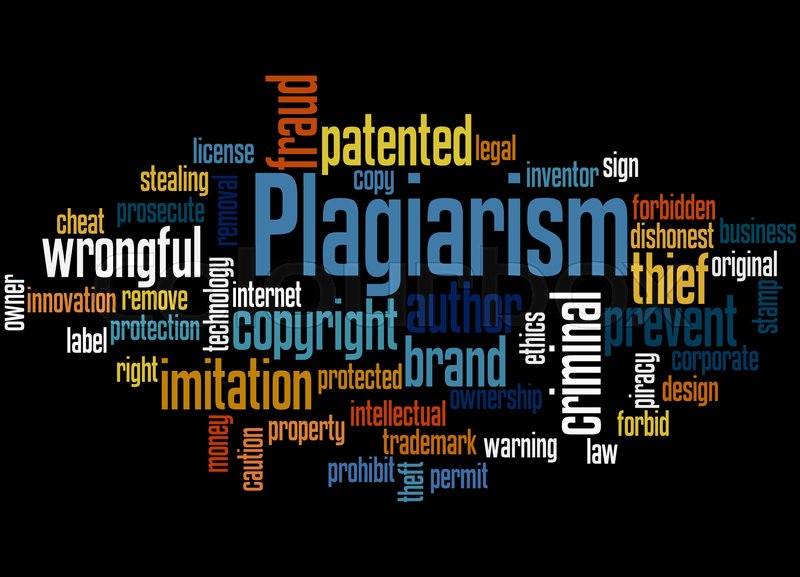 fraud
patented
legal
license
copy
inventor
sign
stealing
removal
Plagiarism
prosecute
forbidden
cheat
dishonest
business
wrongful
original
thief
owner
innovation
remove
technology
internet
author
stamp
label
protection
copyright
ethics
criminal
prevent
right
imitation
protected
brand
piracy
corporate
ownership
design
money
caution
property
intellectual
trademark
warning
law
forbid
prohibit
theft
permit
colourbox